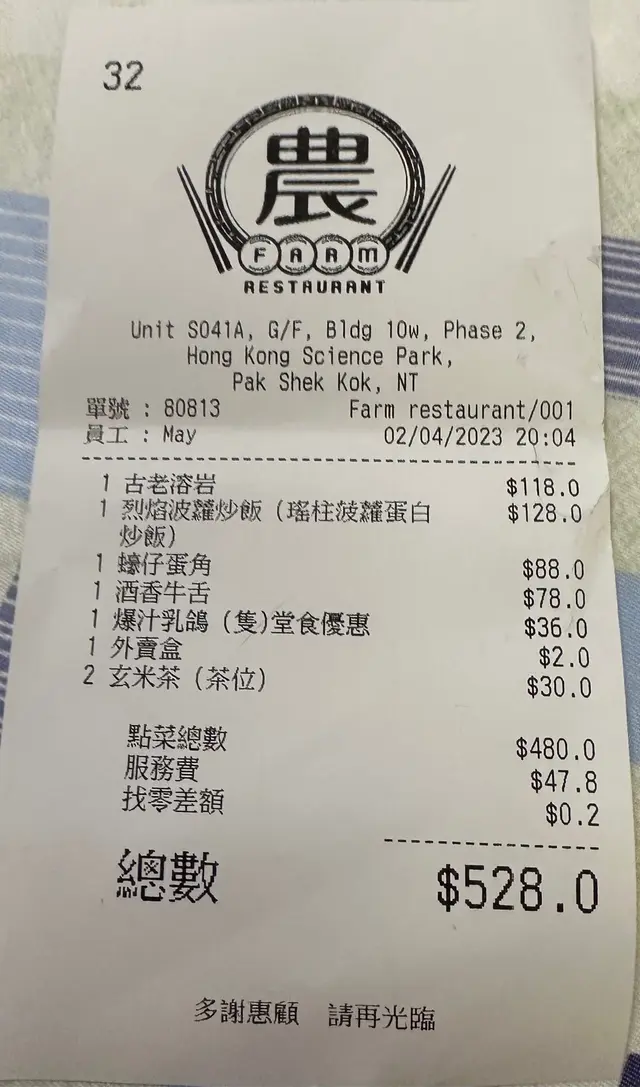 32
農
FARM
RESTAURANT
Unit S041A, G/F, Bldg 10w, Phase 2,
Hong Kong Science Park,
Pak Shek Kok, NT
單號 : 80813 Farm restaurant/001
員工 : May 02/04/2023 20:04
1 古老溶岩 $118.0
1 烈焰波蘿炒飯 (瑤柱菠蘿蛋白 $128.0
炒飯)
1 蠔仔蛋角 $88.0
1 酒香牛舌 $78.0
1 爆汁乳鴿 (隻)堂食優惠 $36.0
1 外賣盒 $2.0
2 玄米茶 (茶位) $30.0
點菜總數 $480.0
服務費 $47.8
找零差額 $0.2
總數 $528.0
多謝惠顧 請再光臨